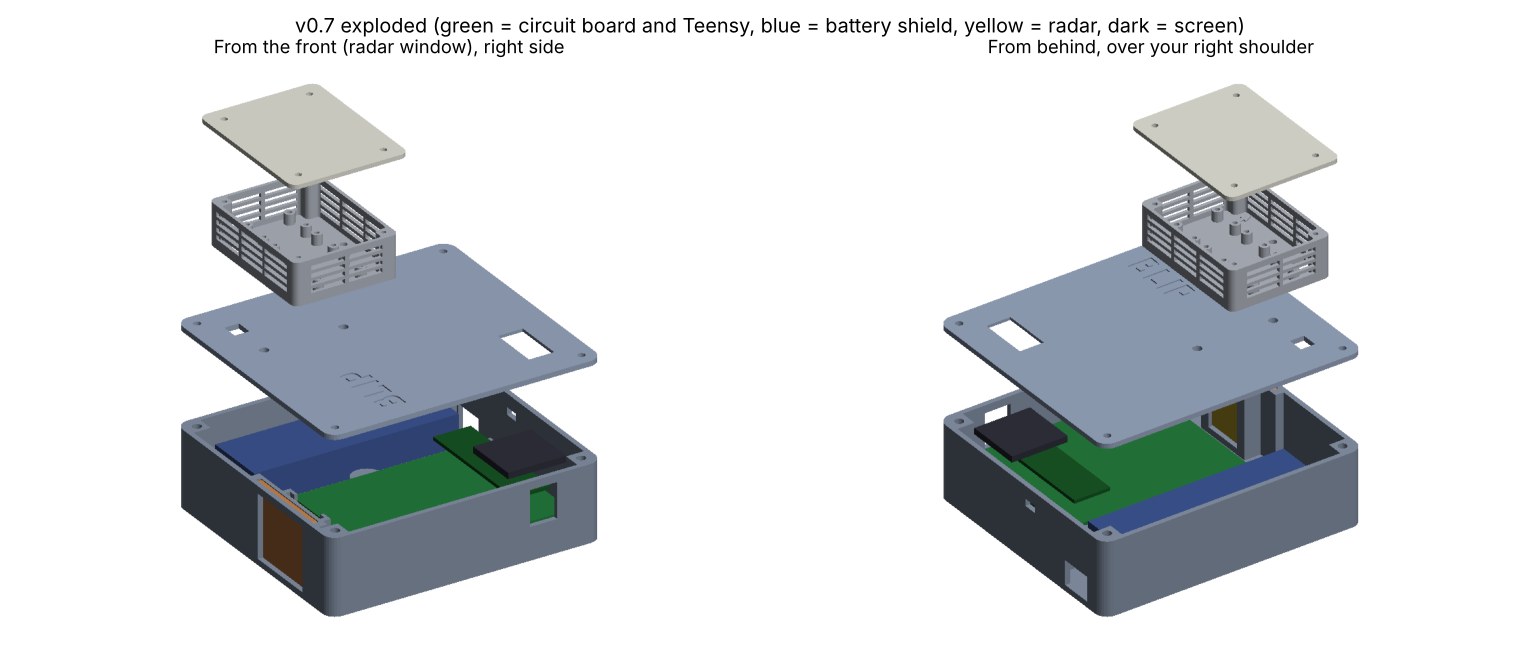 v0.7 exploded (green = circuit board and Teensy, blue = battery shield, yellow = radar, dark = screen)
From the front (radar window), right side
From behind, over your right shoulder